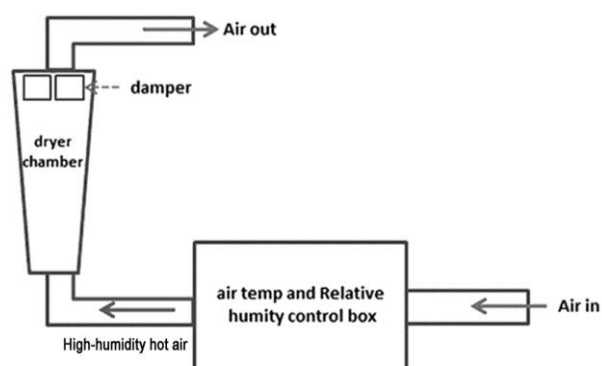 Air out
damper
dryer
chamber
air temp and Relative
humity control box
Air in
High-humidity hot air